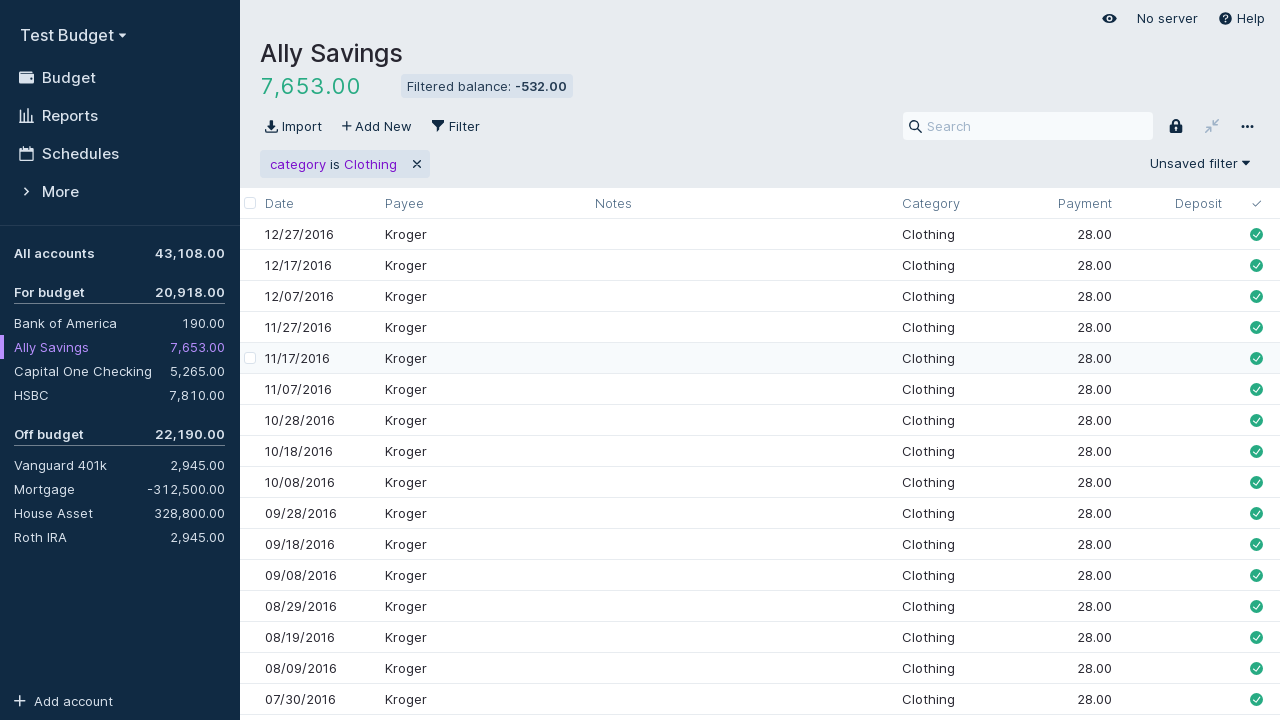 Test Budget
Budget
Reports
Schedules
More
All accounts 43,108.00
For budget 20,918.00
Bank of America 190.00
Ally Savings 7,653.00
Capital One Checking 5,265.00
HSBC 7,810.00
Off budget 22,190.00
Vanguard 401k 2,945.00
Mortgage -312,500.00
House Asset 328,800.00
Roth IRA 2,945.00
Add account
No server Help
Ally Savings
7,653.00 Filtered balance: -532.00
Import Add New Filter Search
category is Clothing Unsaved filter
Date Payee Notes Category Payment Deposit
12/27/2016 Kroger Clothing 28.00
12/17/2016 Kroger Clothing 28.00
12/07/2016 Kroger Clothing 28.00
11/27/2016 Kroger Clothing 28.00
11/17/2016 Kroger Clothing 28.00
11/07/2016 Kroger Clothing 28.00
10/28/2016 Kroger Clothing 28.00
10/18/2016 Kroger Clothing 28.00
10/08/2016 Kroger Clothing 28.00
09/28/2016 Kroger Clothing 28.00
09/18/2016 Kroger Clothing 28.00
09/08/2016 Kroger Clothing 28.00
08/29/2016 Kroger Clothing 28.00
08/19/2016 Kroger Clothing 28.00
08/09/2016 Kroger Clothing 28.00
07/30/2016 Kroger Clothing 28.00